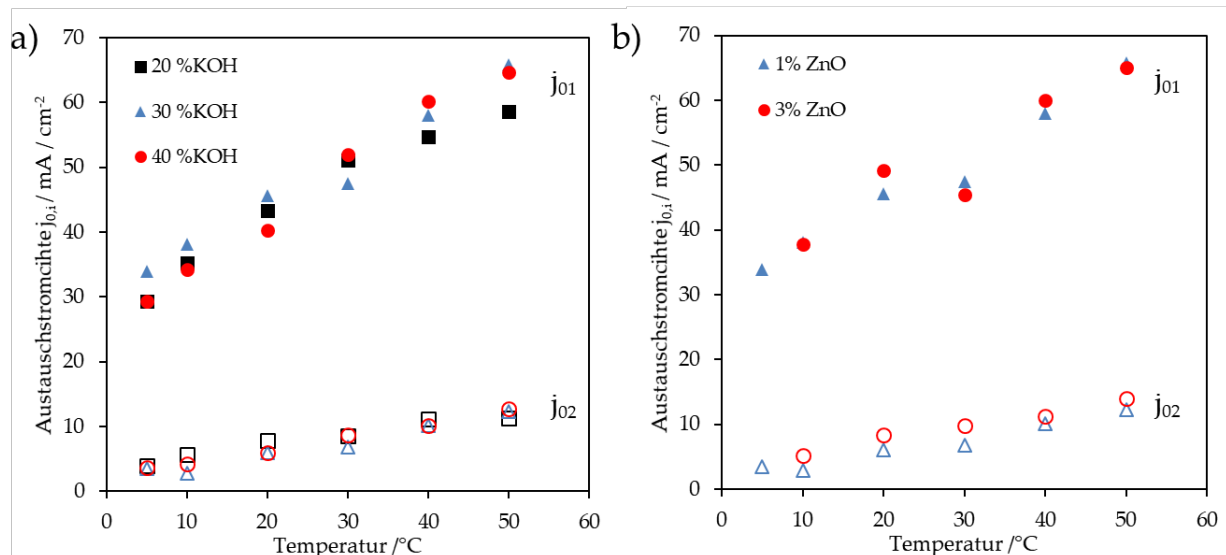 a)
Austauschstromcihte j₀,ᵢ / mA / cm⁻²
70
60
50
40
30
20
10
0
20 %KOH
30 %KOH
40 %KOH
j₀₁
j₀₂
0 10 20 30 40 50 60
Temperatur /°C
b)
Austauschstromcihte j₀,ᵢ / mA / cm⁻²
70
60
50
40
30
20
10
0
1% ZnO
3% ZnO
j₀₁
j₀₂
0 10 20 30 40 50 60
Temperatur /°C